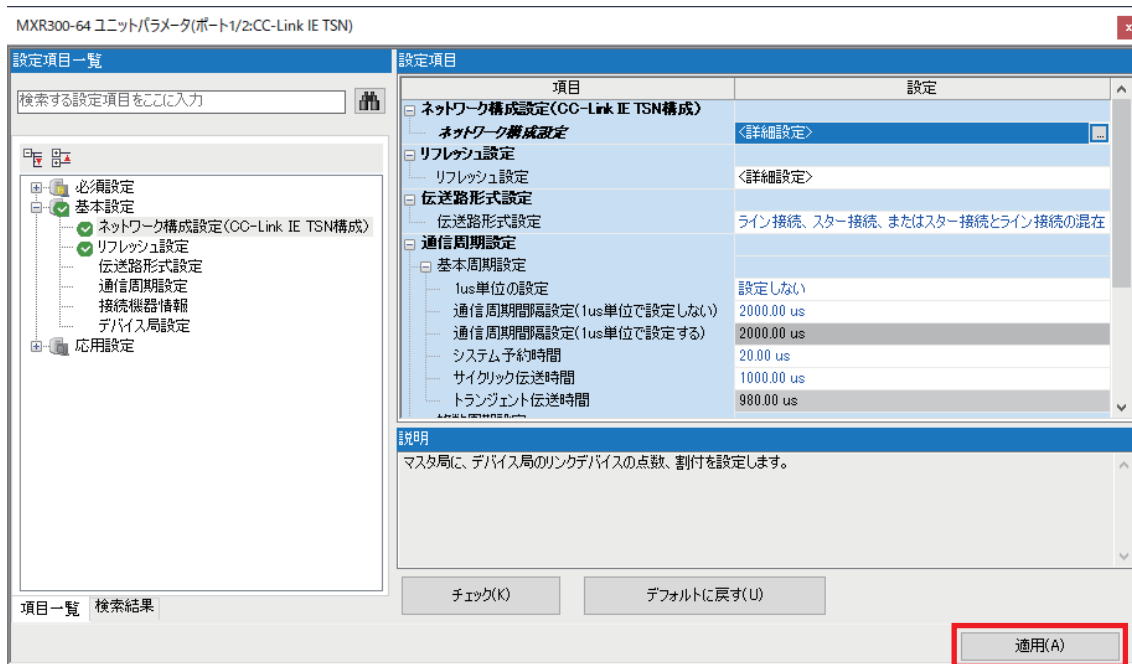 MXR300-64 ユニットパラメータ(ポート1/2:CC-Link IE TSN)
設定項目一覧
検索する設定項目をここに入力
必須設定
基本設定
ネットワーク構成設定(CC-Link IE TSN構成)
リフレッシュ設定
伝送路形式設定
通信周期設定
接続機器情報
デバイス局設定
応用設定
項目一覧 検索結果
設定項目
項目 設定
ネットワーク構成設定(CC-Link IE TSN構成)
ネットワーク構成設定 <詳細設定>
リフレッシュ設定
リフレッシュ設定 <詳細設定>
伝送路形式設定
伝送路形式設定 ライン接続、スター接続、またはスター接続とライン接続の混在
通信周期設定
基本周期設定
1us単位の設定 設定しない
通信周期間隔設定(1us単位で設定しない) 2000.00 us
通信周期間隔設定(1us単位で設定する) 2000.00 us
システム予約時間 20.00 us
サイクリック伝送時間 1000.00 us
トランジェント伝送時間 980.00 us
説明
マスタ局に、デバイス局のリンクデバイスの点数、割付を設定します。
チェック(K) デフォルトに戻す(U)
適用(A)